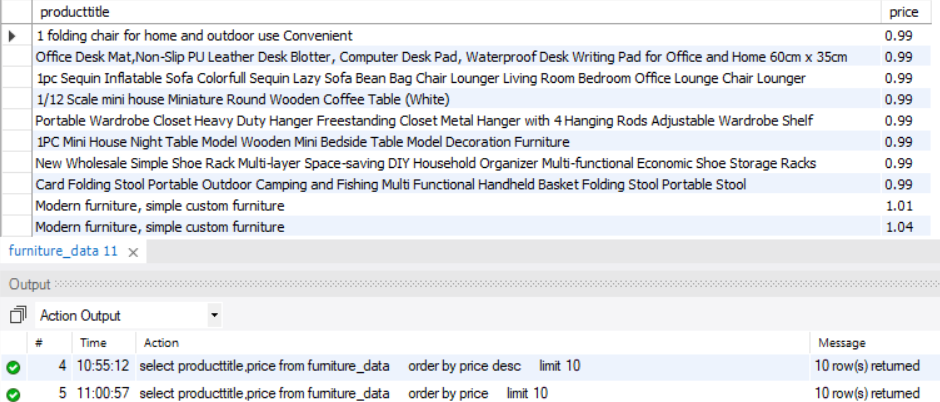 producttitle price
1 folding chair for home and outdoor use Convenient 0.99
Office Desk Mat,Non-Slip PU Leather Desk Blotter, Computer Desk Pad, Waterproof Desk Writing Pad for Office and Home 60cm x 35cm 0.99
1pc Sequin Inflatable Sofa Colorfull Sequin Lazy Sofa Bean Bag Chair Lounger Living Room Bedroom Office Lounge Chair Lounger 0.99
1/12 Scale mini house Miniature Round Wooden Coffee Table (White) 0.99
Portable Wardrobe Closet Heavy Duty Hanger Freestanding Closet Metal Hanger with 4 Hanging Rods Adjustable Wardrobe Shelf 0.99
1PC Mini House Night Table Model Wooden Mini Bedside Table Model Decoration Furniture 0.99
New Wholesale Simple Shoe Rack Multi-layer Space-saving DIY Household Organizer Multi-functional Economic Shoe Storage Racks 0.99
Card Folding Stool Portable Outdoor Camping and Fishing Multi Functional Handheld Basket Folding Stool Portable Stool 0.99
Modern furniture, simple custom furniture 1.01
Modern furniture, simple custom furniture 1.04
furniture_data 11 ×
Output
Action Output
# Time Action Message
4 10:55:12 select producttitle,price from furniture_data order by price desc limit 10 10 row(s) returned
5 11:00:57 select producttitle,price from furniture_data order by price limit 10 10 row(s) returned